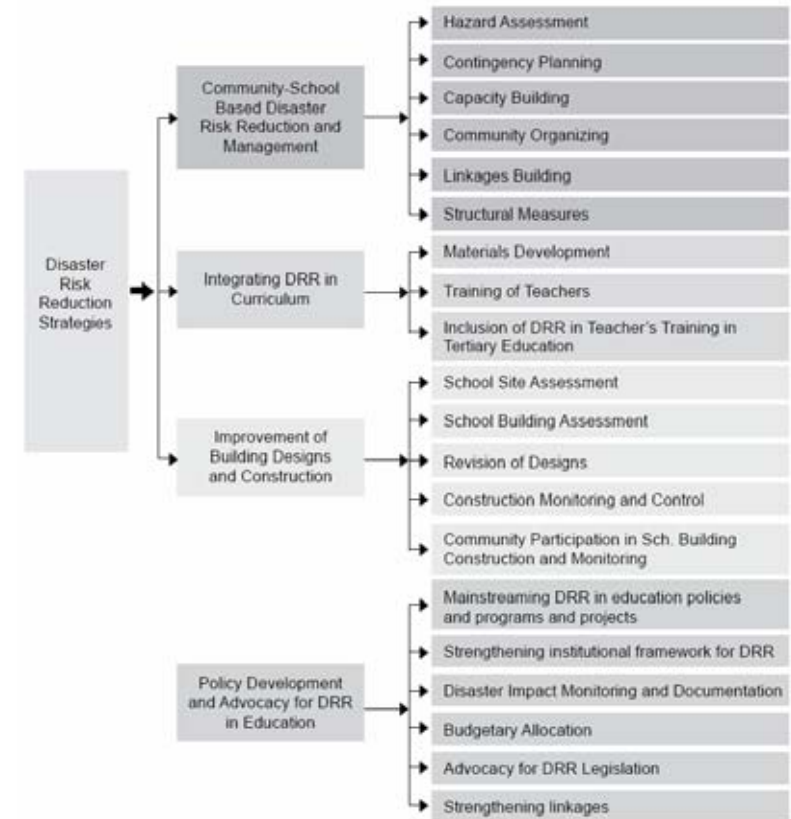 Disaster
Risk
Reduction
Strategies
Community-School
Based Disaster
Risk Reduction and
Management
Hazard Assessment
Contingency Planning
Capacity Building
Community Organizing
Linkages Building
Structural Measures
Integrating DRR in
Curriculum
Materials Development
Training of Teachers
Inclusion of DRR in Teacher's Training in
Tertiary Education
Improvement of
Building Designs
and Construction
School Site Assessment
School Building Assessment
Revision of Designs
Construction Monitoring and Control
Community Participation in Sch. Building
Construction and Monitoring
Policy Development
and Advocacy for DRR
in Education
Mainstreaming DRR in education policies
and programs and projects
Strengthening institutional framework for DRR
Disaster Impact Monitoring and Documentation
Budgetary Allocation
Advocacy for DRR Legislation
Strengthening linkages